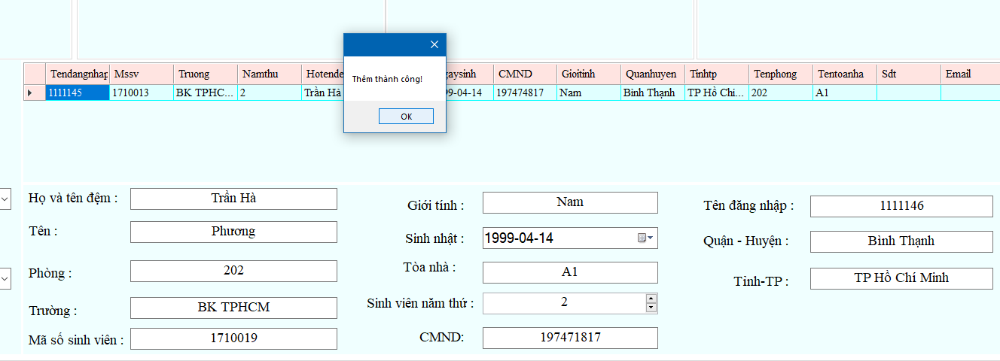 Thêm thành công!
OK
Tendangnhap Mssv Truong Namthu Hotende gaysinh CMND Gioitinh Quanhuyen Tinhtp Tenphong Tentoanha Sdt Email
1111145 1710013 BK TPHC... 2 Trần Hà 99-04-14 197474817 Nam Bình Thạnh TP Hồ Chí... 202 A1
Họ và tên đệm : Trần Hà
Tên : Phương
Phòng : 202
Trường : BK TPHCM
Mã số sinh viên : 1710019
Giới tính : Nam
Sinh nhật : 1999-04-14
Tòa nhà : A1
Sinh viên năm thứ : 2
CMND: 197471817
Tên đăng nhập : 1111146
Quận - Huyện : Bình Thạnh
Tỉnh-TP : TP Hồ Chí Minh